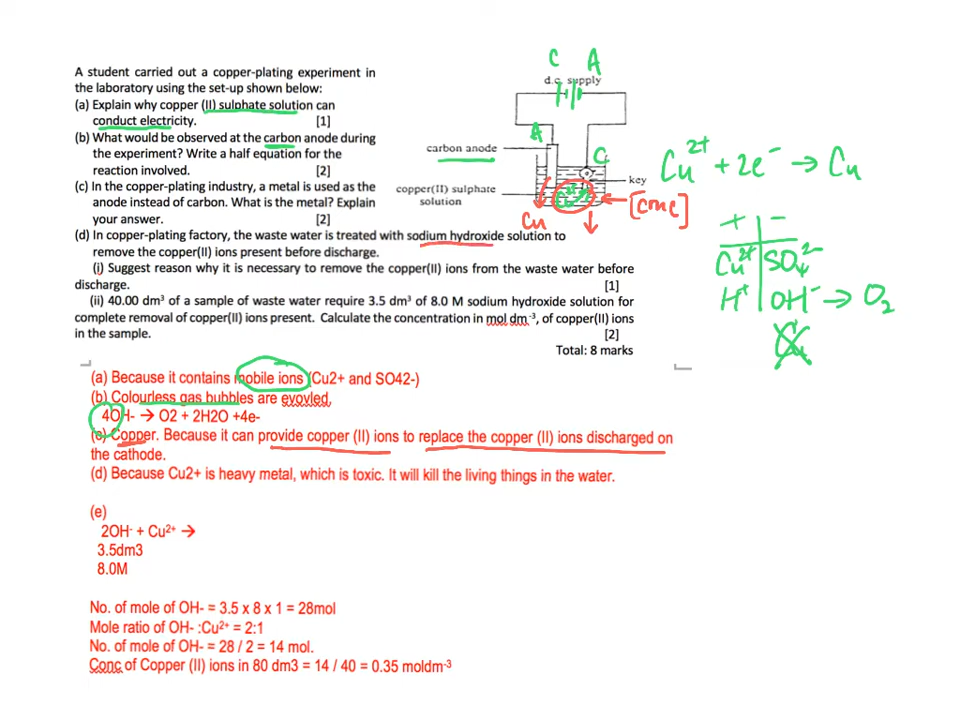 A student carried out a copper-plating experiment in
the laboratory using the set-up shown below:
(a) Explain why copper (II) sulphate solution can
conduct electricity. [1]
(b) What would be observed at the carbon anode during
the experiment? Write a half equation for the
reaction involved. [2]
(c) In the copper-plating industry, a metal is used as the
anode instead of carbon. What is the metal? Explain
your answer. [2]
(d) In copper-plating factory, the waste water is treated with sodium hydroxide solution to
remove the copper(II) ions present before discharge.
(i) Suggest reason why it is necessary to remove the copper(II) ions from the waste water before
discharge. [1]
(ii) 40.00 dm³ of a sample of waste water require 3.5 dm³ of 8.0 M sodium hydroxide solution for
complete removal of copper(II) ions present. Calculate the concentration in mol dm⁻³, of copper(II) ions
in the sample. [2]
Total: 8 marks
C A
d.c. supply
A
carbon anode
C
key
copper(II) sulphate
solution
Cu
[conc]
Cu²⁺ + 2e⁻ → Cu
+ | −
Cu²⁺ | SO₄²⁻
H⁺ | OH⁻ → O₂
(a) Because it contains mobile ions (Cu2+ and SO42-)
(b) Colourless gas bubbles are evovled,
4OH- → O2 + 2H2O +4e-
(c) Copper. Because it can provide copper (II) ions to replace the copper (II) ions discharged on
the cathode.
(d) Because Cu2+ is heavy metal, which is toxic. It will kill the living things in the water.
(e)
2OH⁻ + Cu²⁺ →
3.5dm3
8.0M
No. of mole of OH- = 3.5 x 8 x 1 = 28mol
Mole ratio of OH- :Cu²⁺ = 2:1
No. of mole of OH- = 28 / 2 = 14 mol.
Conc of Copper (II) ions in 80 dm3 = 14 / 40 = 0.35 moldm⁻³